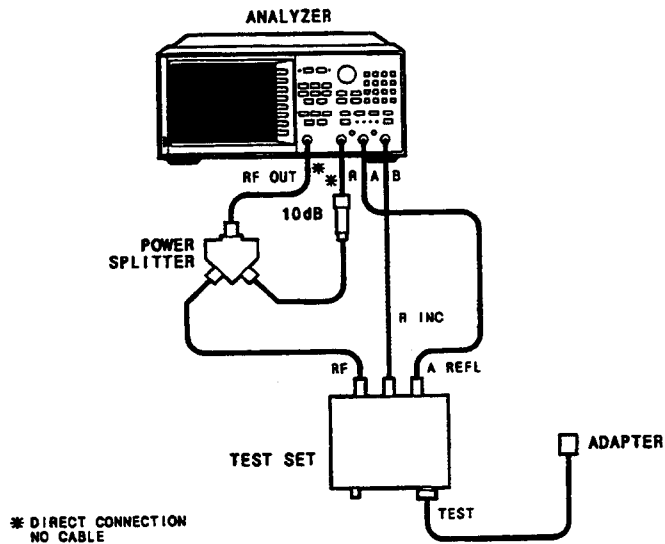 ANALYZER
RF OUT
*
*
R
A
B
10dB
POWER
SPLITTER
R INC
RF
A REFL
TEST SET
ADAPTER
TEST
* DIRECT CONNECTION
NO CABLE